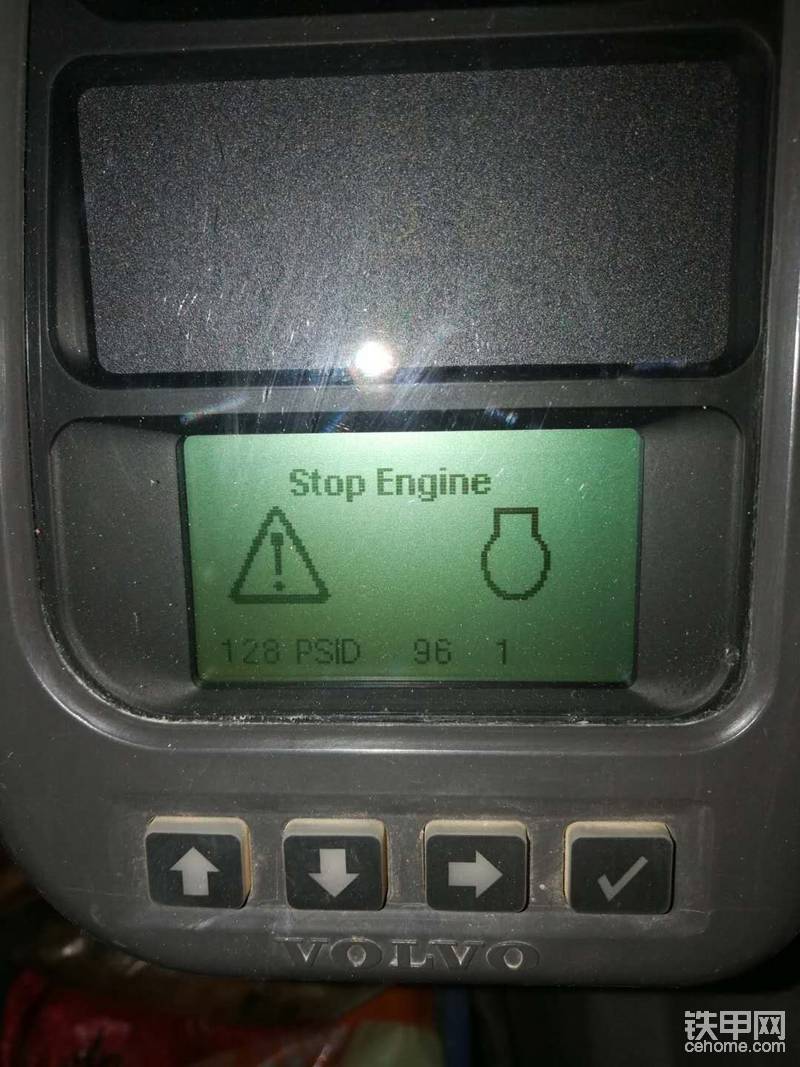 Stop Engine
128 PSID 96 1
VOLVO
铁甲网
cehome.com